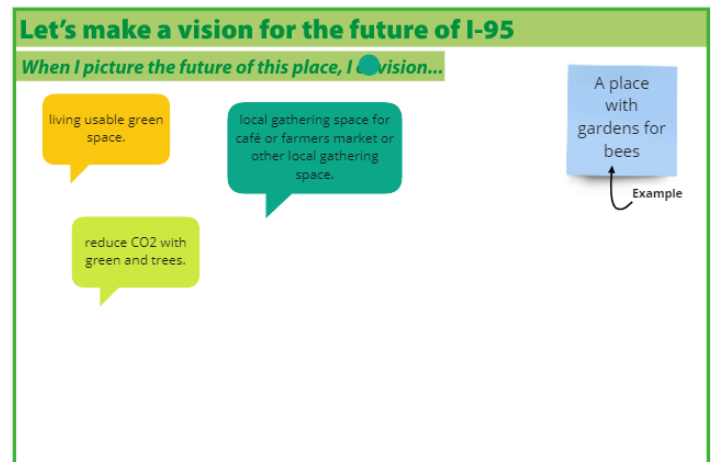 Let's make a vision for the future of I-95
When I picture the future of this place, I vision...
living usable green
space.
local gathering space for
café or farmers market or
other local gathering
space.
A place
with
gardens for
bees
Example
reduce CO2 with
green and trees.